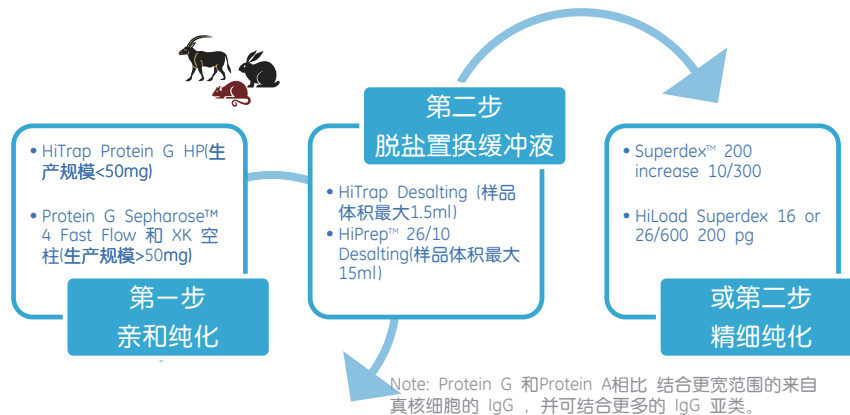 • HiTrap Protein G HP(生
产规模<50mg)
• Protein G Sepharose™
4 Fast Flow 和 XK 空
柱(生产规模>50mg)
第一步
亲和纯化
第二步
脱盐置换缓冲液
• HiTrap Desalting (样品
体积最大1.5ml)
• HiPrep™ 26/10
Desalting(样品体积最大
15ml)
• Superdex™ 200
increase 10/300
• HiLoad Superdex 16 or
26/600 200 pg
或第二步
精细纯化
Note: Protein G 和Protein A相比 结合更宽范围的来自
真核细胞的 IgG ，并可结合更多的 IgG 亚类。